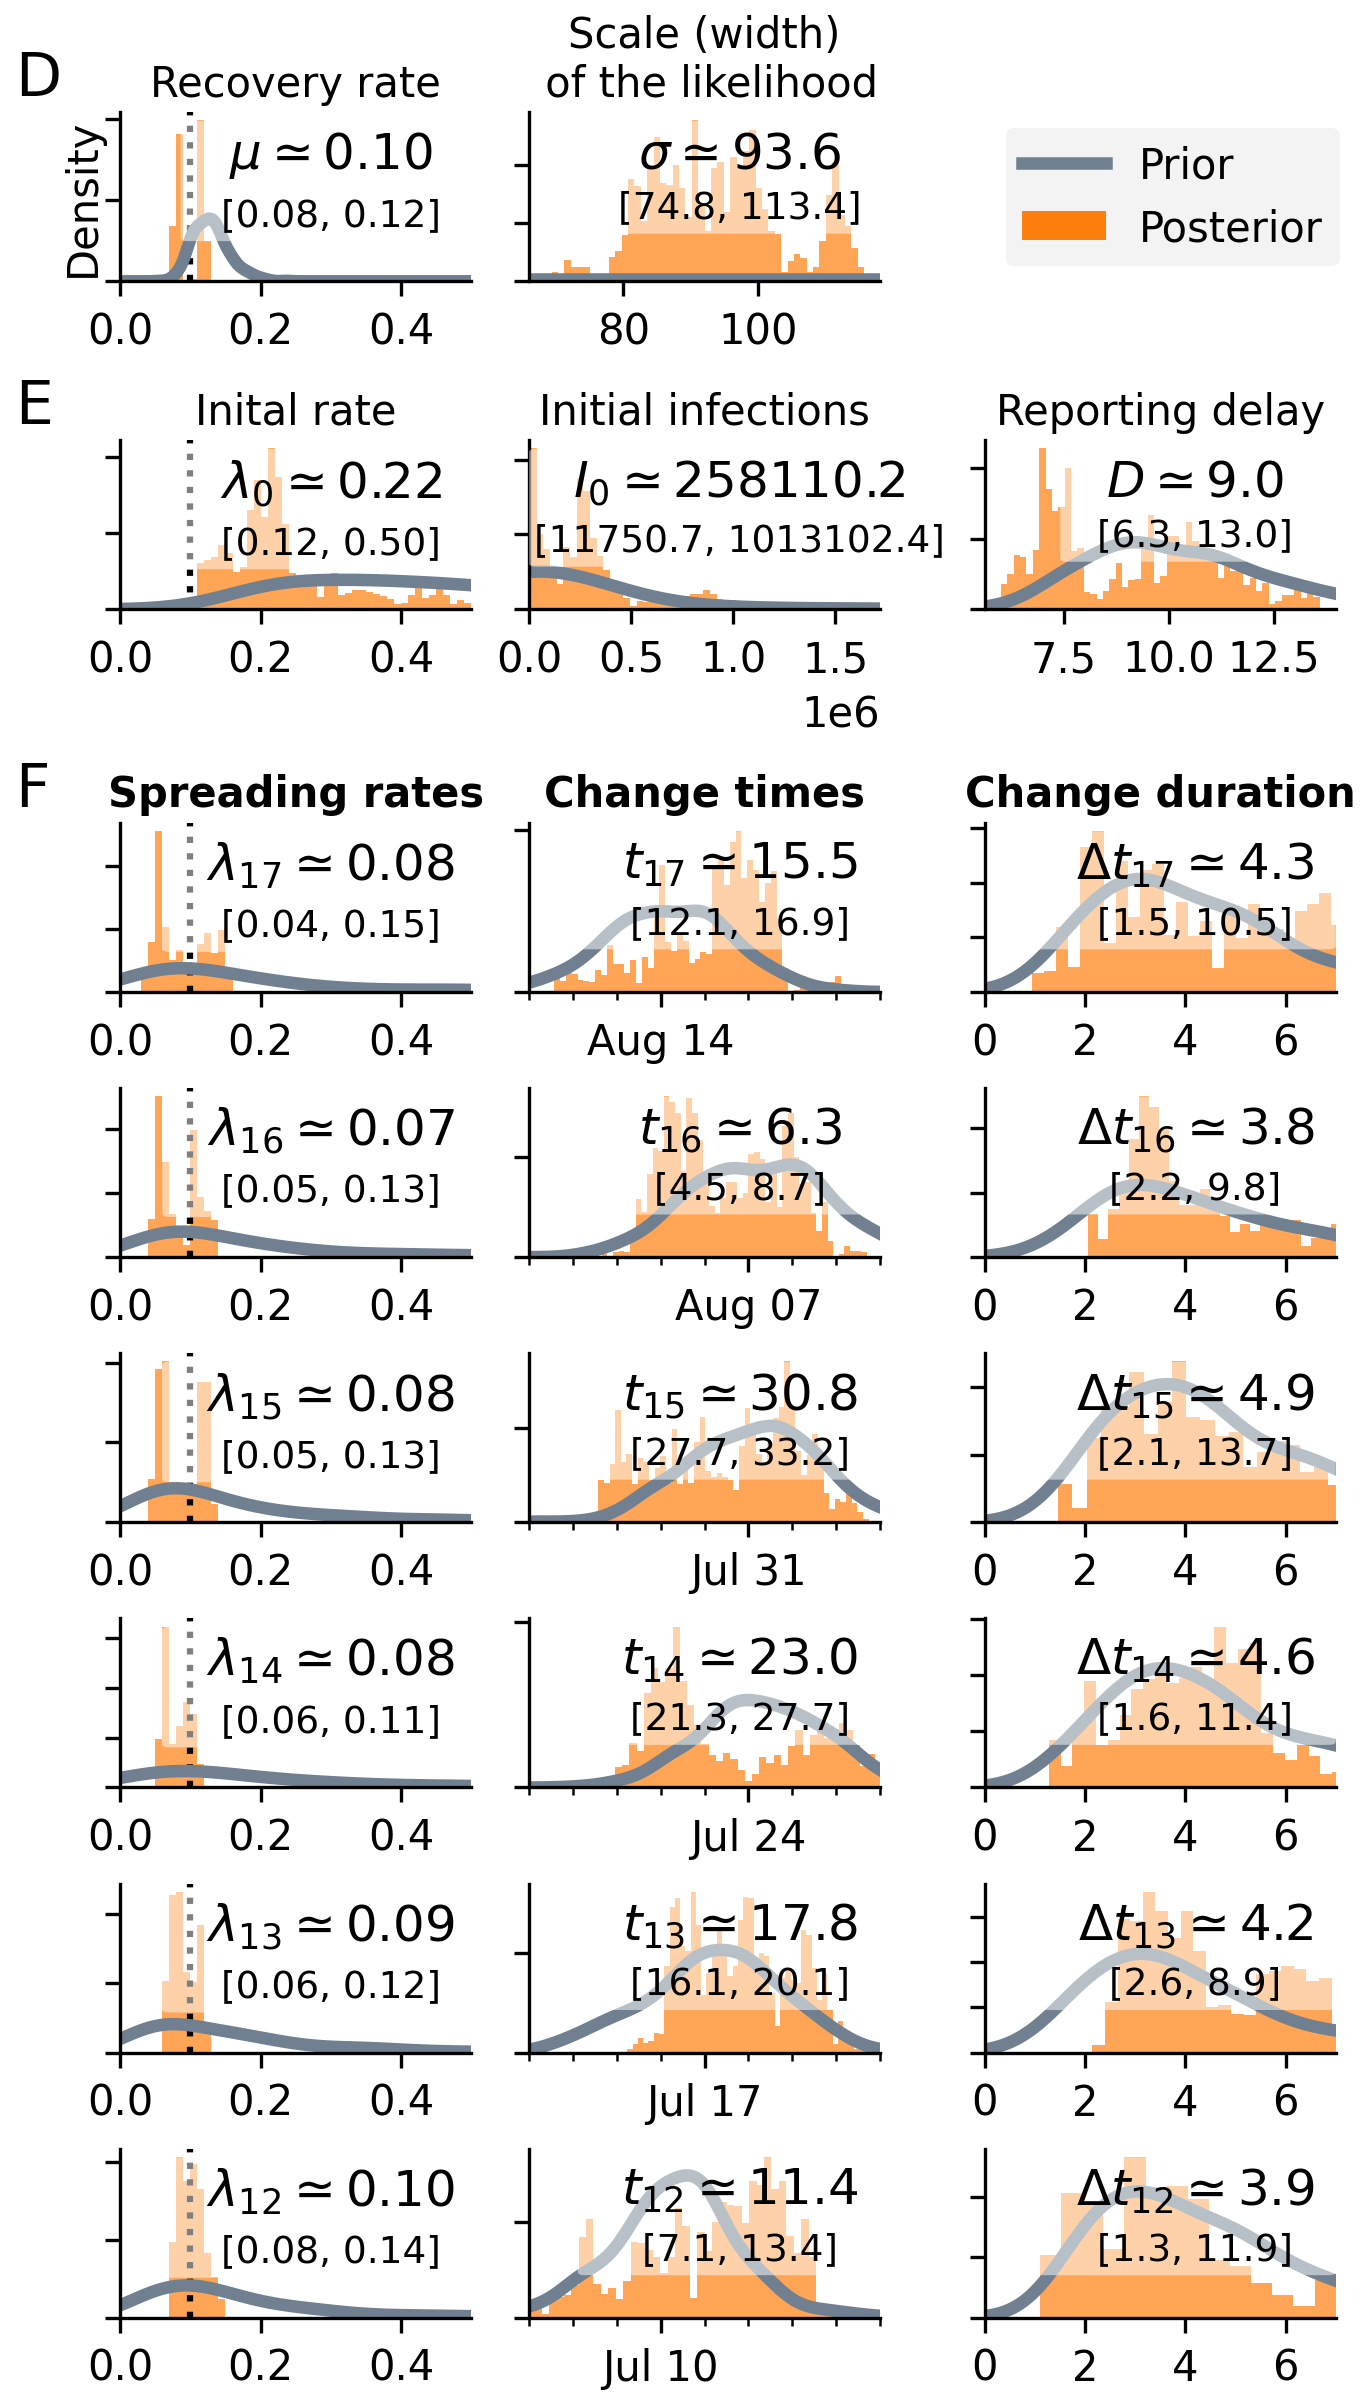 D
Recovery rate
Scale (width)
of the likelihood
Density
μ ≃ 0.10
[0.08, 0.12]
0.0 0.2 0.4
σ ≃ 93.6
[74.8, 113.4]
80 100
Prior
Posterior
E
Inital rate
λ0 ≃ 0.22
[0.12, 0.50]
0.0 0.2 0.4
Initial infections
I0 ≃ 258110.2
[11750.7, 1013102.4]
0.0 0.5 1.0 1.5
1e6
Reporting delay
D ≃ 9.0
[6.3, 13.0]
7.5 10.0 12.5
F
Spreading rates
Change times
Change duration
λ17 ≃ 0.08
[0.04, 0.15]
0.0 0.2 0.4
t17 ≃ 15.5
[12.1, 16.9]
Aug 14
Δt17 ≃ 4.3
[1.5, 10.5]
0 2 4 6
λ16 ≃ 0.07
[0.05, 0.13]
0.0 0.2 0.4
t16 ≃ 6.3
[4.5, 8.7]
Aug 07
Δt16 ≃ 3.8
[2.2, 9.8]
0 2 4 6
λ15 ≃ 0.08
[0.05, 0.13]
0.0 0.2 0.4
t15 ≃ 30.8
[27.7, 33.2]
Jul 31
Δt15 ≃ 4.9
[2.1, 13.7]
0 2 4 6
λ14 ≃ 0.08
[0.06, 0.11]
0.0 0.2 0.4
t14 ≃ 23.0
[21.3, 27.7]
Jul 24
Δt14 ≃ 4.6
[1.6, 11.4]
0 2 4 6
λ13 ≃ 0.09
[0.06, 0.12]
0.0 0.2 0.4
t13 ≃ 17.8
[16.1, 20.1]
Jul 17
Δt13 ≃ 4.2
[2.6, 8.9]
0 2 4 6
λ12 ≃ 0.10
[0.08, 0.14]
0.0 0.2 0.4
t12 ≃ 11.4
[7.1, 13.4]
Jul 10
Δt12 ≃ 3.9
[1.3, 11.9]
0 2 4 6